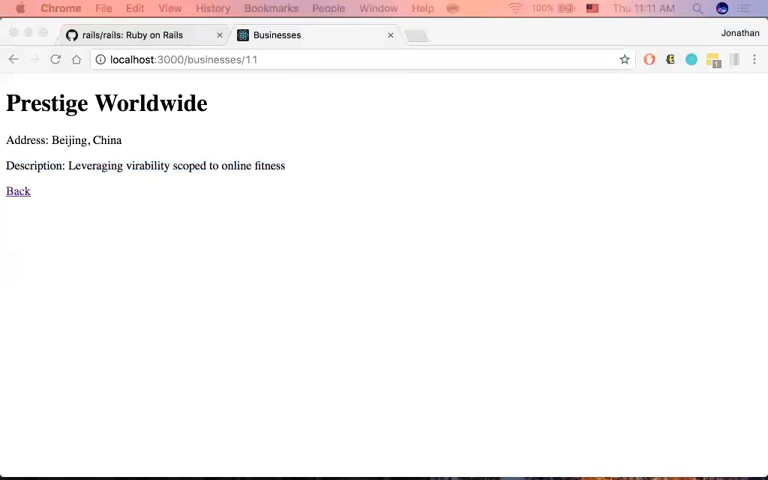 Chrome File Edit View History Bookmarks People Window Help 100% Thu 11:11 AM
rails/rails: Ruby on Rails Businesses Jonathan
localhost:3000/businesses/11 1
Prestige Worldwide
Address: Beijing, China
Description: Leveraging virability scoped to online fitness
Back